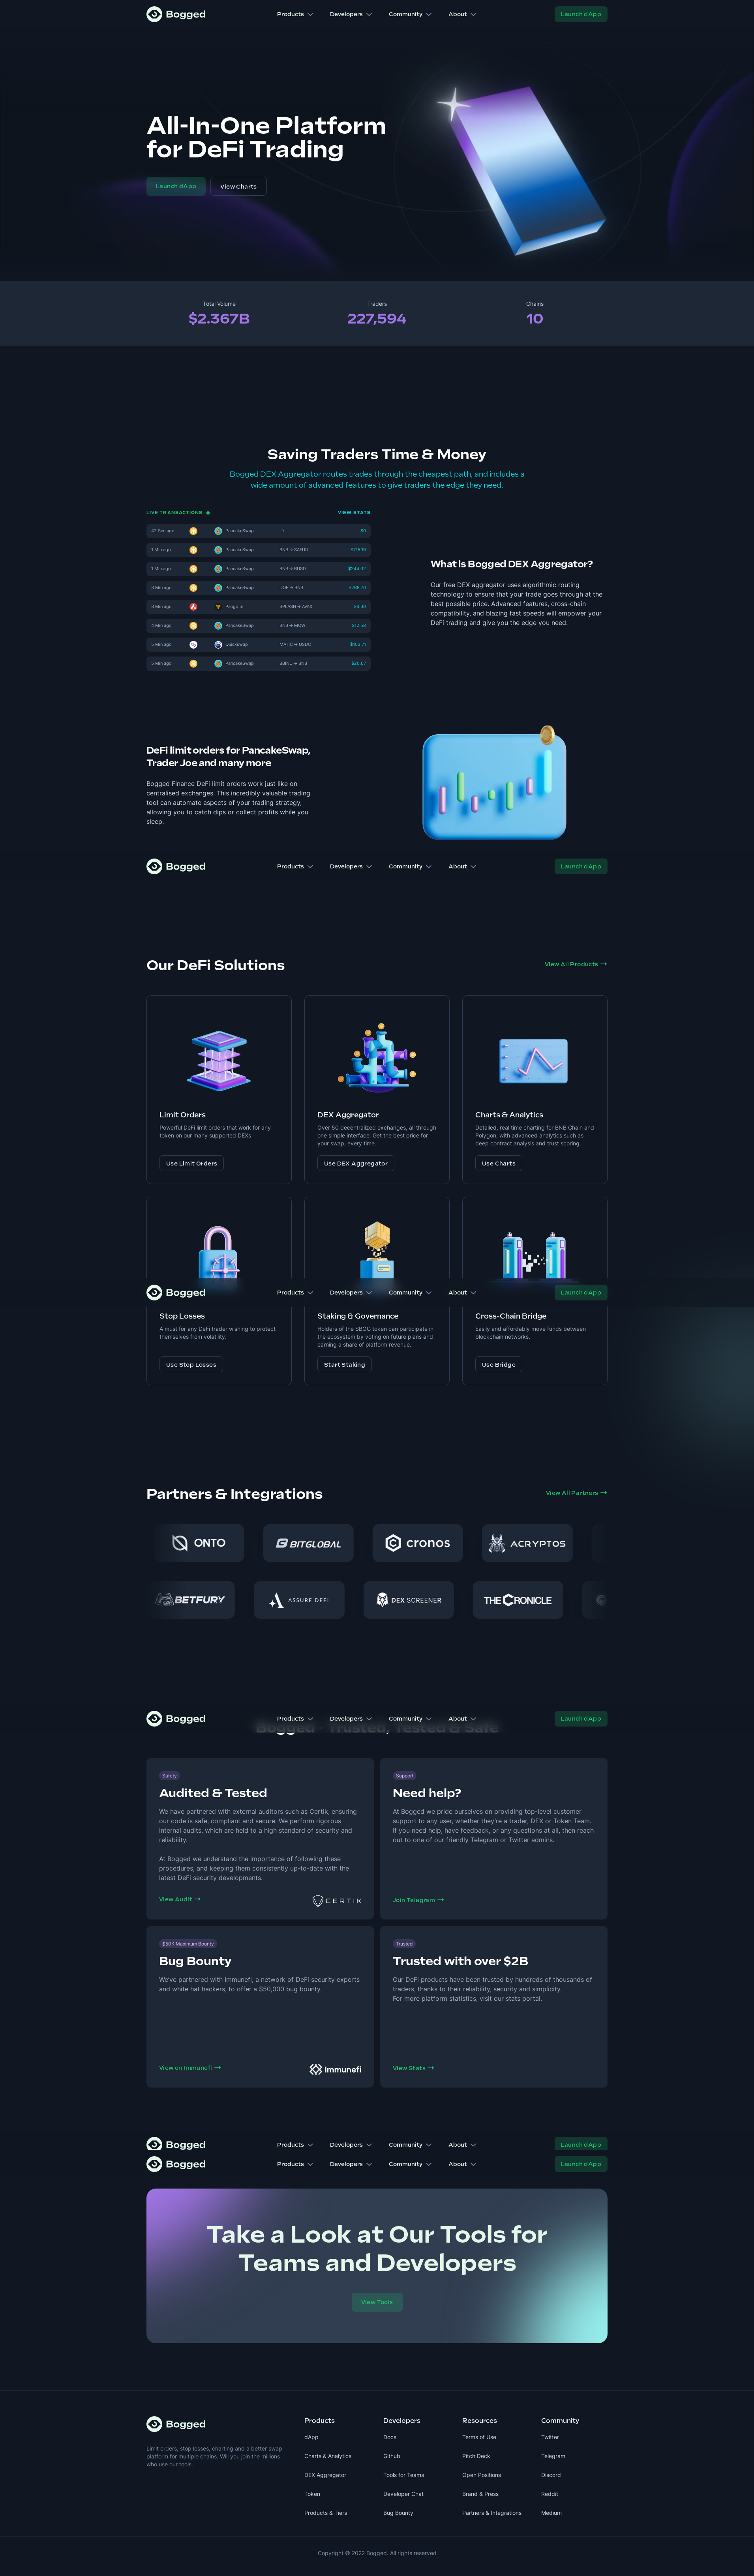 Bogged
Products
Developers
Community
About
Launch dApp
All-In-One Platform
for DeFi Trading
Launch dApp
View Charts
Total Volume
$2.367B
Traders
227,594
Chains
10
Saving Traders Time & Money
Bogged DEX Aggregator routes trades through the cheapest path, and includes a
wide amount of advanced features to give traders the edge they need.
LIVE TRANSACTIONS
VIEW STATS
42 Sec ago PancakeSwap → $0
1 Min ago PancakeSwap BNB → SAFUU
1 Min ago PancakeSwap BNB → BUSD $244.02
3 Min ago PancakeSwap DOP → BNB
3 Min ago Pangolin SPLASH → AVAX
4 Min ago PancakeSwap BNB → MOW
5 Min ago Quickswap MATIC → USDC
5 Min ago PancakeSwap → BNB $20.67
What is Bogged DEX Aggregator?
Our free DEX aggregator uses algorithmic routing
technology to ensure that your trade goes through at the
best possible price. Advanced features, cross-chain
compatibility, and blazing fast speeds will empower your
DeFi trading and give you the edge you need.
DeFi limit orders for PancakeSwap,
Trader Joe and many more
Bogged Finance DeFi limit orders work just like on
centralised exchanges. This incredibly valuable trading
tool can automate aspects of your trading strategy,
allowing you to catch dips or collect profits while you
sleep.
Bogged
Products
Developers
Community
About
Launch dApp
Our DeFi Solutions
View All Products →
Limit Orders
Powerful DeFi limit orders that work for any
token on our many supported DEXs
Use Limit Orders
DEX Aggregator
Over 50 decentralized exchanges, all through
one simple interface. Get the best price for
your swap, every time.
Use DEX Aggregator
Charts & Analytics
Detailed, real time charting for BNB Chain and
Polygon, with advanced analytics such as
deep contract analysis and trust scoring.
Use Charts
Bogged
Products
Developers
Community
About
Launch dApp
Stop Losses
A must for any DeFi trader wishing to protect
themselves from volatility.
Use Stop Losses
Staking & Governance
Holders of the $BOG token can participate in
the ecosystem by voting on future plans and
earning a share of platform revenue.
Start Staking
Cross-Chain Bridge
Easily and affordably move funds between
blockchain networks.
Use Bridge
Partners & Integrations
View All Partners →
ONTO
BITGLOBAL
cronos
ACRYPTOS
BETFURY
ASSURE DEFI
DEX SCREENER
THE CRONICLE
Bogged
Products
Developers
Community
About
Launch dApp
Bogged - Trusted, Tested & Safe
Safety
Audited & Tested
We have partnered with external auditors such as Certik, ensuring
our code is safe, compliant and secure. We perform rigorous
internal audits, which are held to a high standard of security and
reliability.
At Bogged we understand the importance of following these
procedures, and keeping them consistently up-to-date with the
latest DeFi security developments.
View Audit →
CERTIK
Support
Need help?
At Bogged we pride ourselves on providing top-level customer
support to any user, whether they're a trader, DEX or Token Team.
If you need help, have feedback, or any questions at all, then reach
out to one of our friendly Telegram or Twitter admins.
Join Telegram →
$50K Maximum Bounty
Bug Bounty
We've partnered with Immunefi, a network of DeFi security experts
and white hat hackers, to offer a $50,000 bug bounty.
View on Immunefi →
Immunefi
Trusted
Trusted with over $2B
Our DeFi products have been trusted by hundreds of thousands of
traders, thanks to their reliability, security and simplicity.
For more platform statistics, visit our stats portal.
View Stats →
Bogged
Products
Developers
Community
About
Launch dApp
Bogged
Products
Developers
Community
About
Launch dApp
Take a Look at Our Tools for
Teams and Developers
View Tools
Bogged
Limit orders, stop losses, charting and a better swap
platform for multiple chains. Will you join the millions
who use our tools.
Products
dApp
Charts & Analytics
DEX Aggregator
Token
Products & Tiers
Developers
Docs
Github
Tools for Teams
Developer Chat
Bug Bounty
Resources
Terms of Use
Pitch Deck
Open Positions
Brand & Press
Partners & Integrations
Community
Twitter
Telegram
Discord
Reddit
Medium
Copyright © 2022 Bogged. All rights reserved